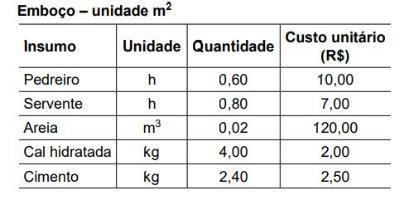 Emboço – unidade m²
Insumo Unidade Quantidade Custo unitário (R$)
Pedreiro h 0,60 10,00
Servente h 0,80 7,00
Areia m³ 0,02 120,00
Cal hidratada kg 4,00 2,00
Cimento kg 2,40 2,50